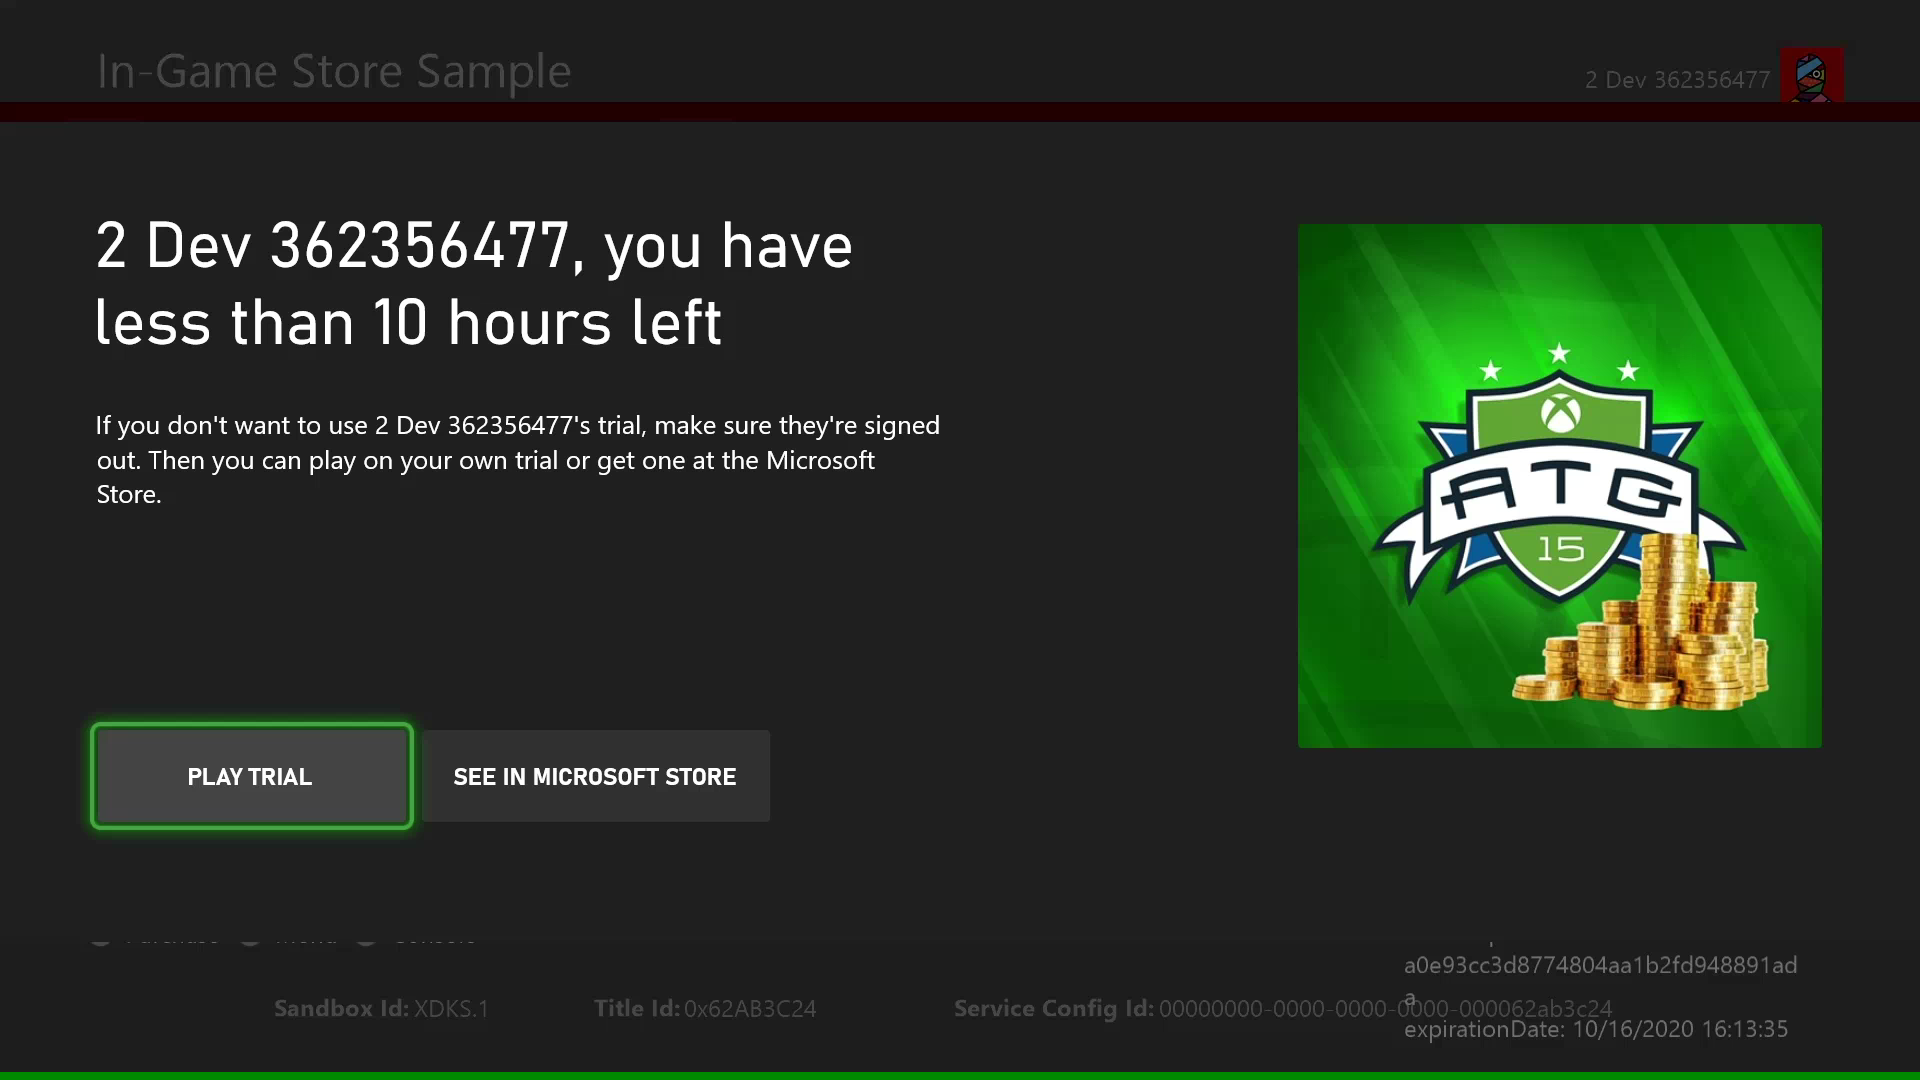 In-Game Store Sample
2 Dev 362356477
2 Dev 362356477, you have
less than 10 hours left
If you don't want to use 2 Dev 362356477's trial, make sure they're signed
out. Then you can play on your own trial or get one at the Microsoft
Store.
ATG
15
PLAY TRIAL
SEE IN MICROSOFT STORE
a0e93cc3d8774804aa1b2fd948891ad
a
Sandbox Id: XDKS.1
Title Id: 0x62AB3C24
Service Config Id: 00000000-0000-0000-0000-000062ab3c24
expirationDate: 10/16/2020 16:13:35